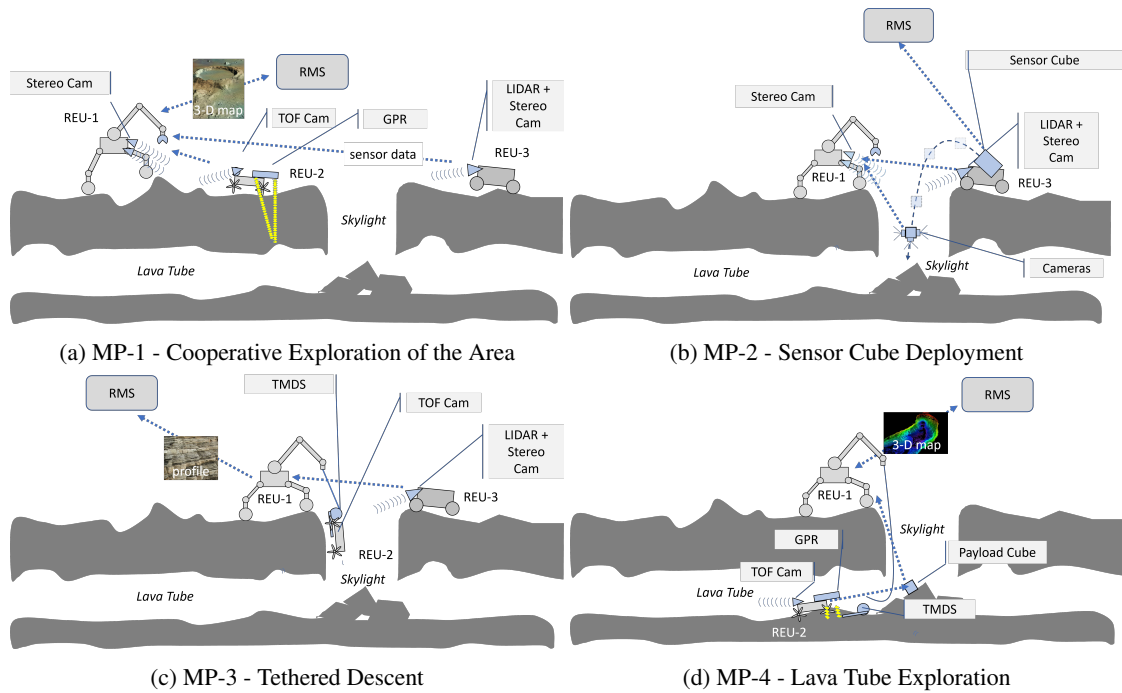 RMS
Stereo Cam
3-D map
LIDAR +
Stereo
Cam
REU-1
TOF Cam
GPR
sensor data
REU-3
REU-2
Skylight
Lava Tube
(a) MP-1 - Cooperative Exploration of the Area
RMS
Sensor Cube
Stereo Cam
LIDAR +
Stereo
Cam
REU-1
REU-3
Skylight
Lava Tube
Cameras
(b) MP-2 - Sensor Cube Deployment
TMDS
RMS
TOF Cam
LIDAR +
Stereo
Cam
profile
REU-1
REU-3
REU-2
Skylight
Lava Tube
(c) MP-3 - Tethered Descent
RMS
3-D map
REU-1
Skylight
GPR
Payload Cube
TOF Cam
Lava Tube
TMDS
REU-2
(d) MP-4 - Lava Tube Exploration